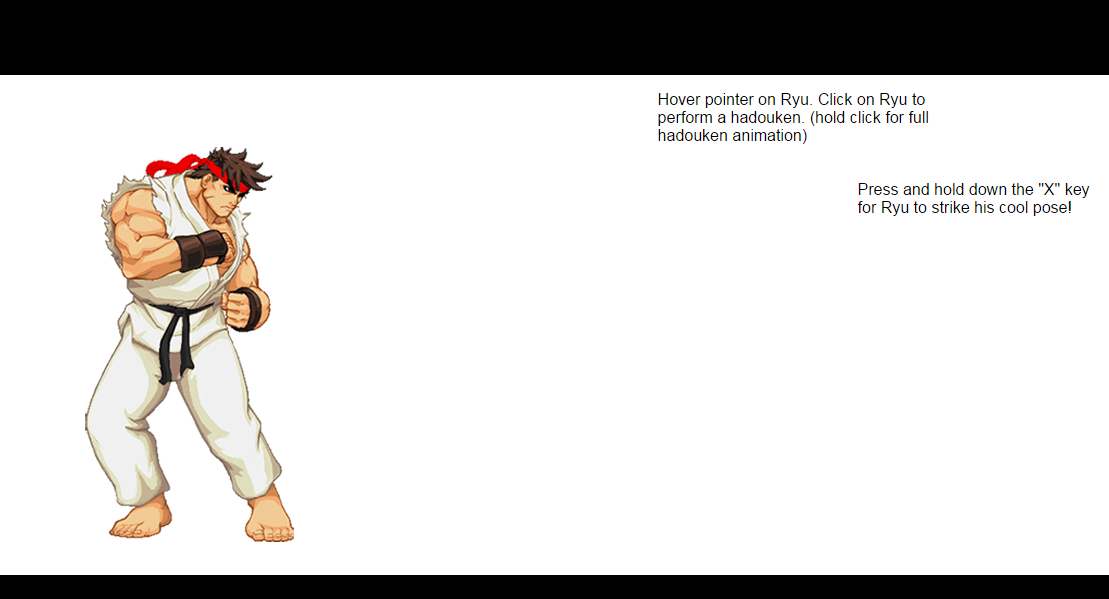 Hover pointer on Ryu. Click on Ryu to
perform a hadouken. (hold click for full
hadouken animation)
Press and hold down the "X" key
for Ryu to strike his cool pose!